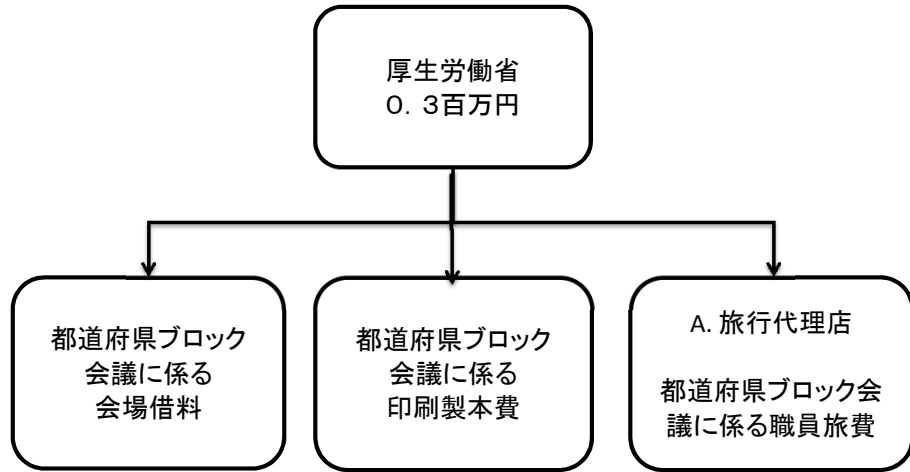 厚生労働省
０．３百万円
都道府県ブロック
会議に係る
会場借料
都道府県ブロック
会議に係る
印刷製本費
A. 旅行代理店
都道府県ブロック会
議に係る職員旅費